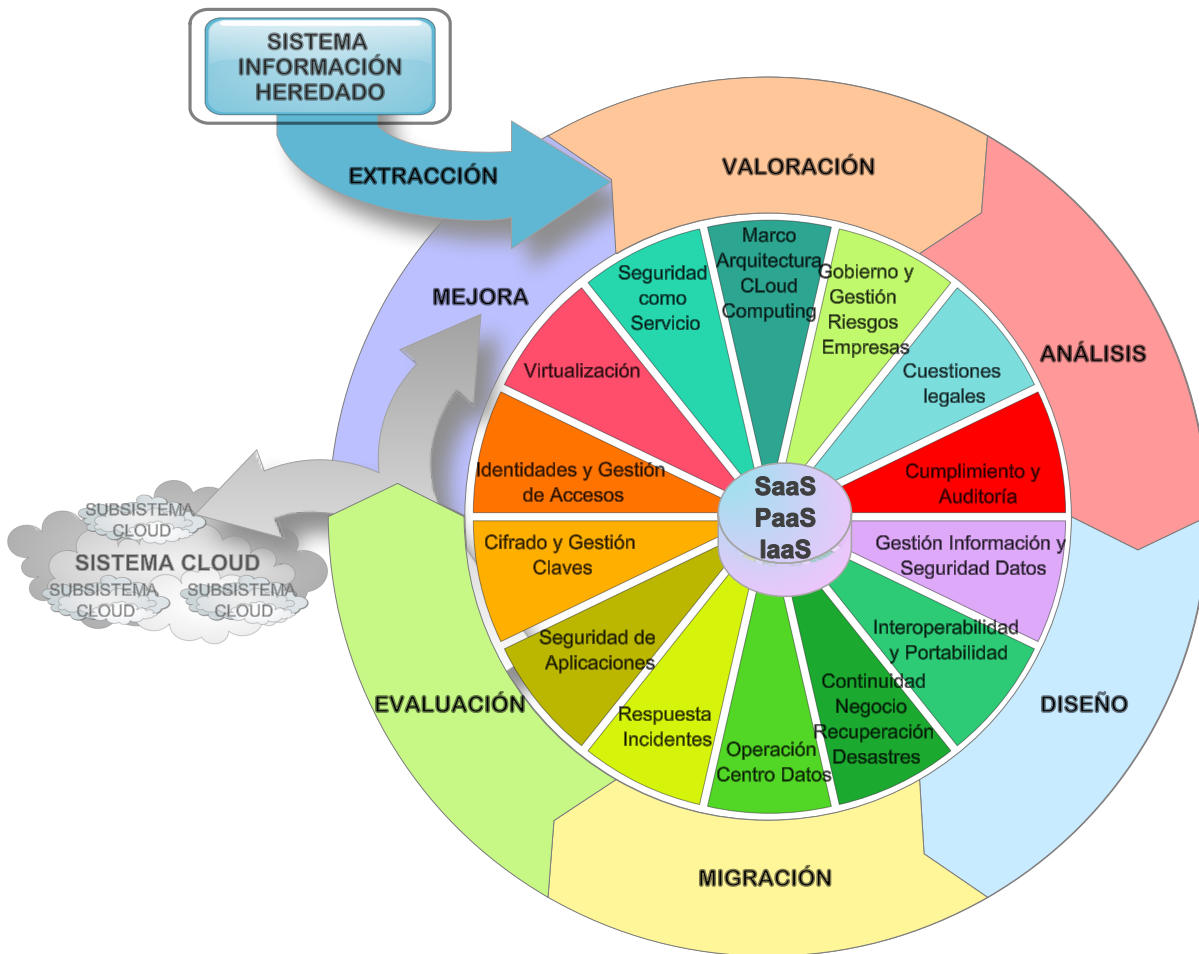 SISTEMA
INFORMACIÓN
HEREDADO
EXTRACCIÓN
VALORACIÓN
ANÁLISIS
DISEÑO
MIGRACIÓN
EVALUACIÓN
MEJORA
Marco
Arquitectura
CLoud
Computing
Gobierno y
Gestión
Riesgos
Empresas
Cuestiones
legales
Cumplimiento y
Auditoría
Gestión Información y
Seguridad Datos
Interoperabilidad
y Portabilidad
Continuidad
Negocio
Recuperación
Desastres
Operación
Centro Datos
Respuesta
Incidentes
Seguridad de
Aplicaciones
Cifrado y Gestión
Claves
Identidades y Gestión
de Accesos
Virtualización
Seguridad
como
Servicio
SaaS
PaaS
IaaS
SUBSISTEMA
CLOUD
SISTEMA CLOUD
SUBSISTEMA
CLOUD
SUBSISTEMA
CLOUD